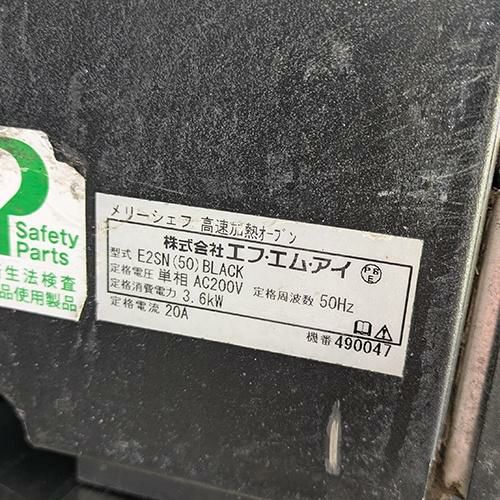 Safety
Parts
生法检査
品使用製品
メリーシェフ 高速加熱オーブン
株式会社エフ・エム・アイ
PSE
型式 E2SN(50)BLACK
定格電圧 単相 AC200V 定格周波数 50Hz
定格消費電力 3.6kW
定格電流 20A
機番 490047